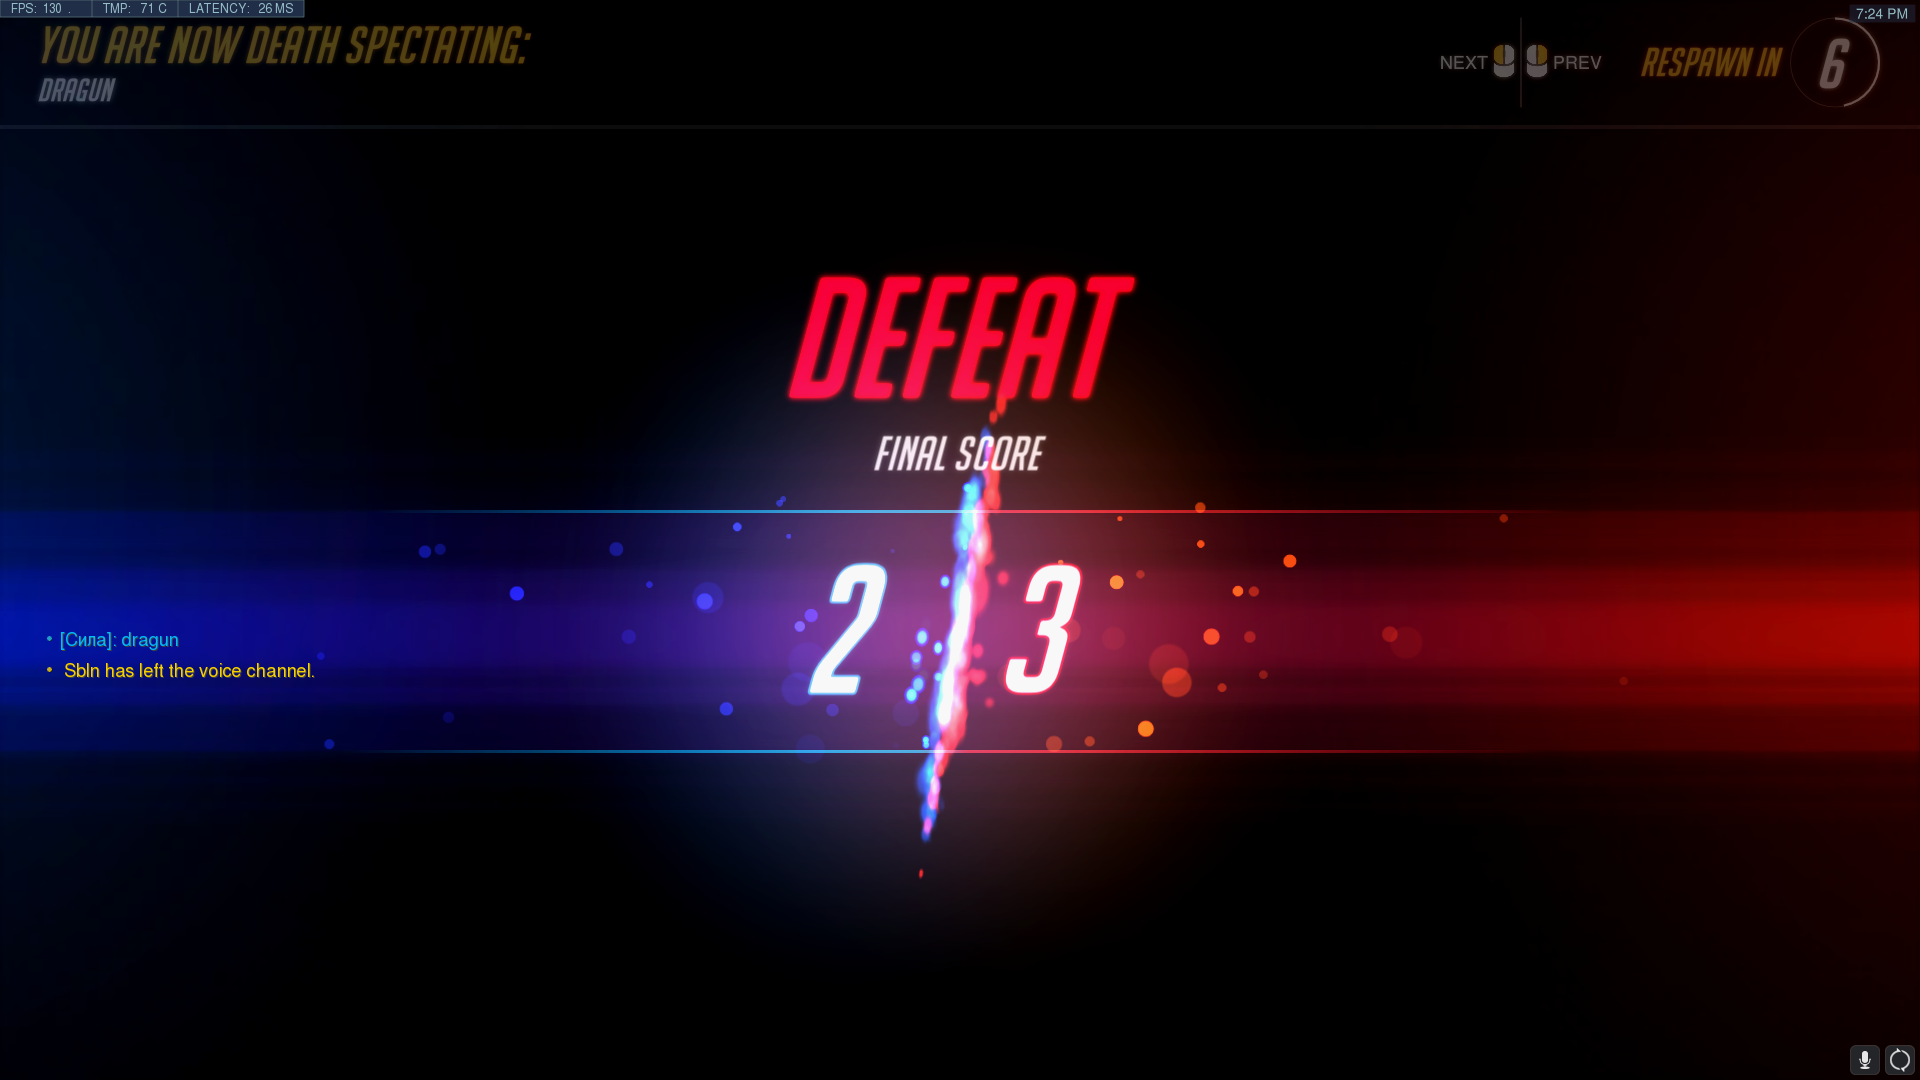 FPS: 130 . TMP: 71 C LATENCY: 26 MS
7:24 PM
YOU ARE NOW DEATH SPECTATING:
DRAGUN
NEXT PREV
RESPAWN IN 6
DEFEAT
FINAL SCORE
2 3
• [Сила]: dragun
• Sbln has left the voice channel.